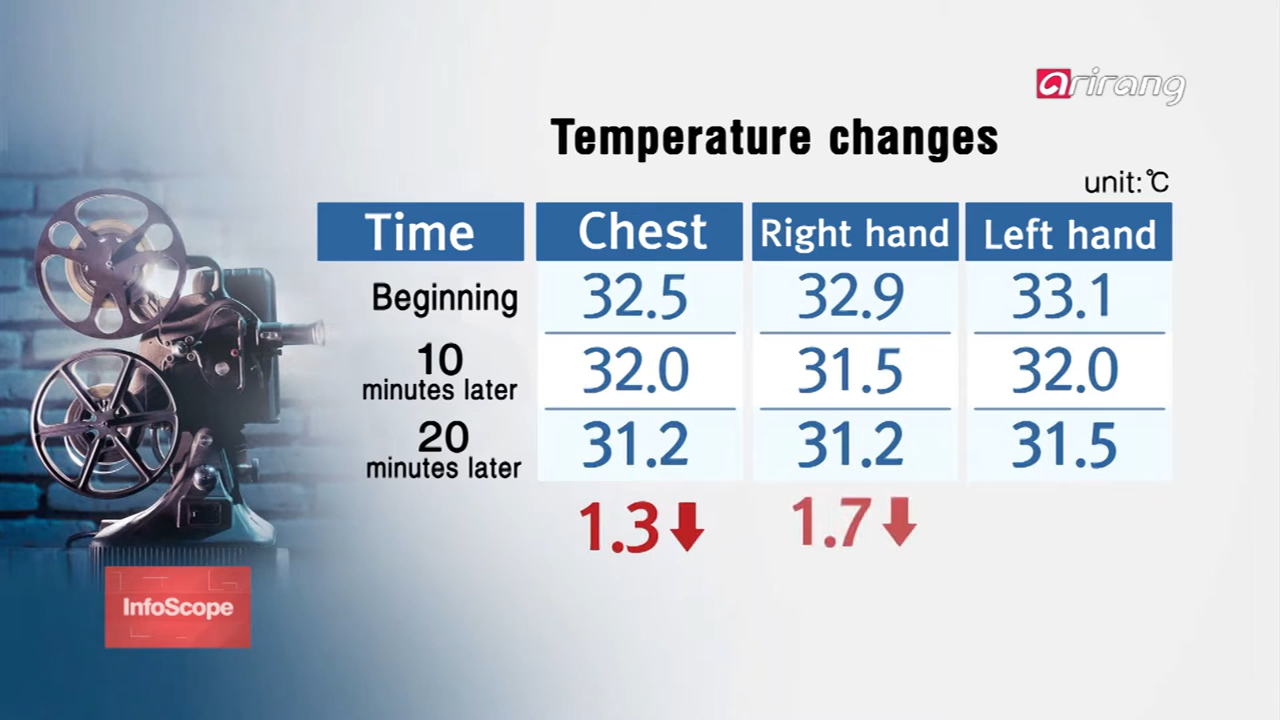 arirang
Temperature changes
unit:℃
Time Chest Right hand Left hand
Beginning 32.5 32.9 33.1
10 minutes later 32.0 31.5 32.0
20 minutes later 31.2 31.2 31.5
1.3⬇ 1.7⬇
InfoScope